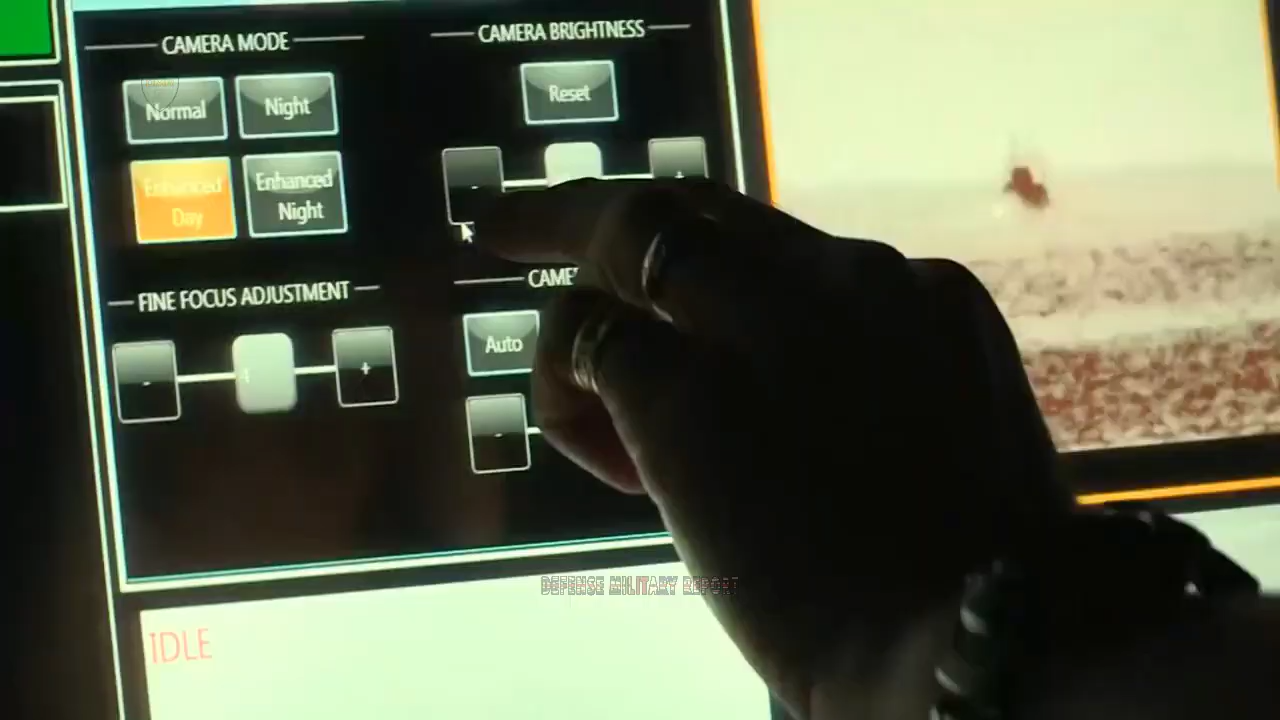 CAMERA MODE
CAMERA BRIGHTNESS
Normal
Night
Reset
Enhanced
Day
Enhanced
Night
-
+
FINE FOCUS ADJUSTMENT
CAME
Auto
-
+
-
DEFENSE MILITARY REPORT
IDLE